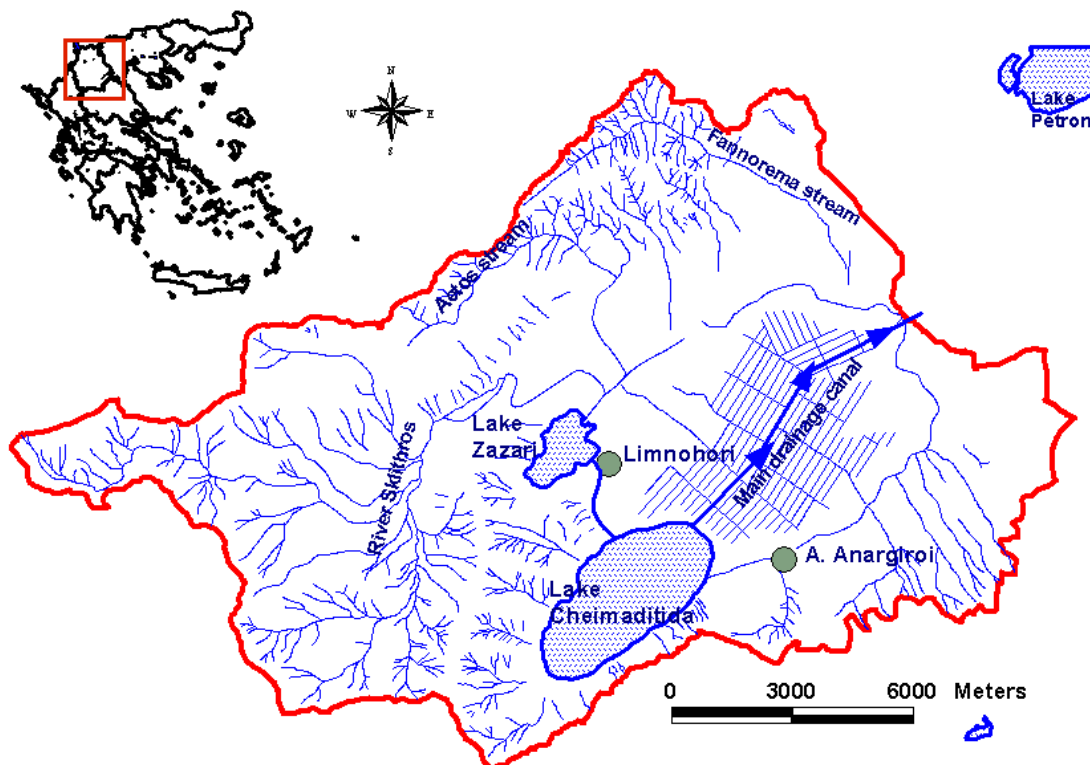 N
W E
S
Lake
Petron
Fannorema stream
Aetos stream
Lake
Zazari
Limnohori
River Sklithros
Main drainage canal
A. Anargiroi
Lake
Cheimaditida
0 3000 6000 Meters